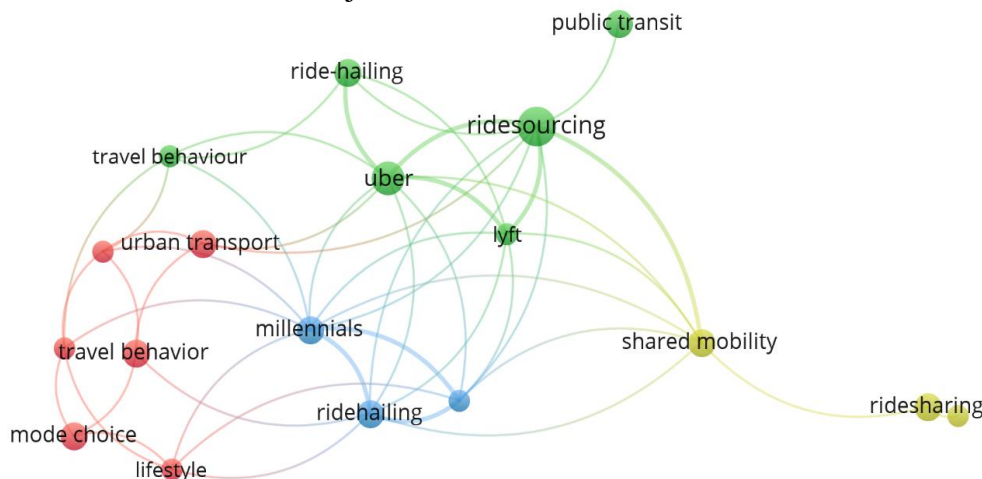 public transit
ride-hailing
ridesourcing
travel behaviour
uber
urban transport
lyft
millennials
shared mobility
travel behavior
ridesharing
ridehailing
mode choice
lifestyle